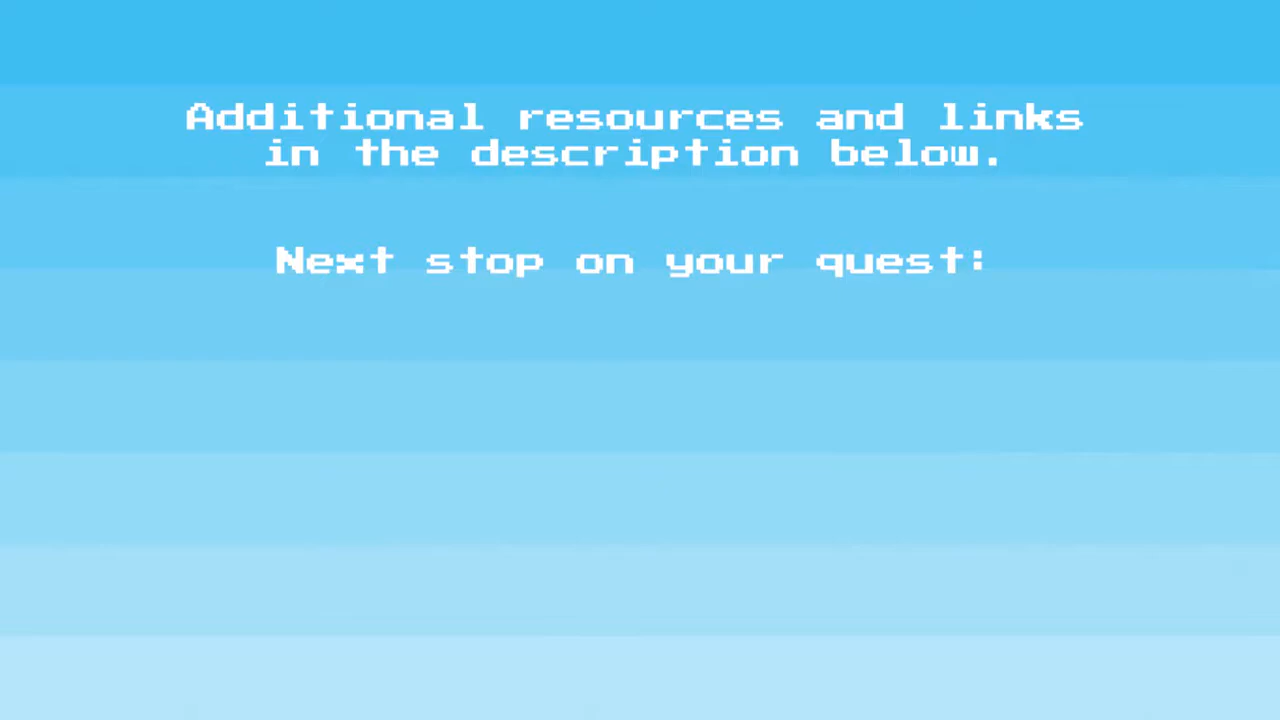 Additional resources and links
in the description below.
Next stop on your quest: